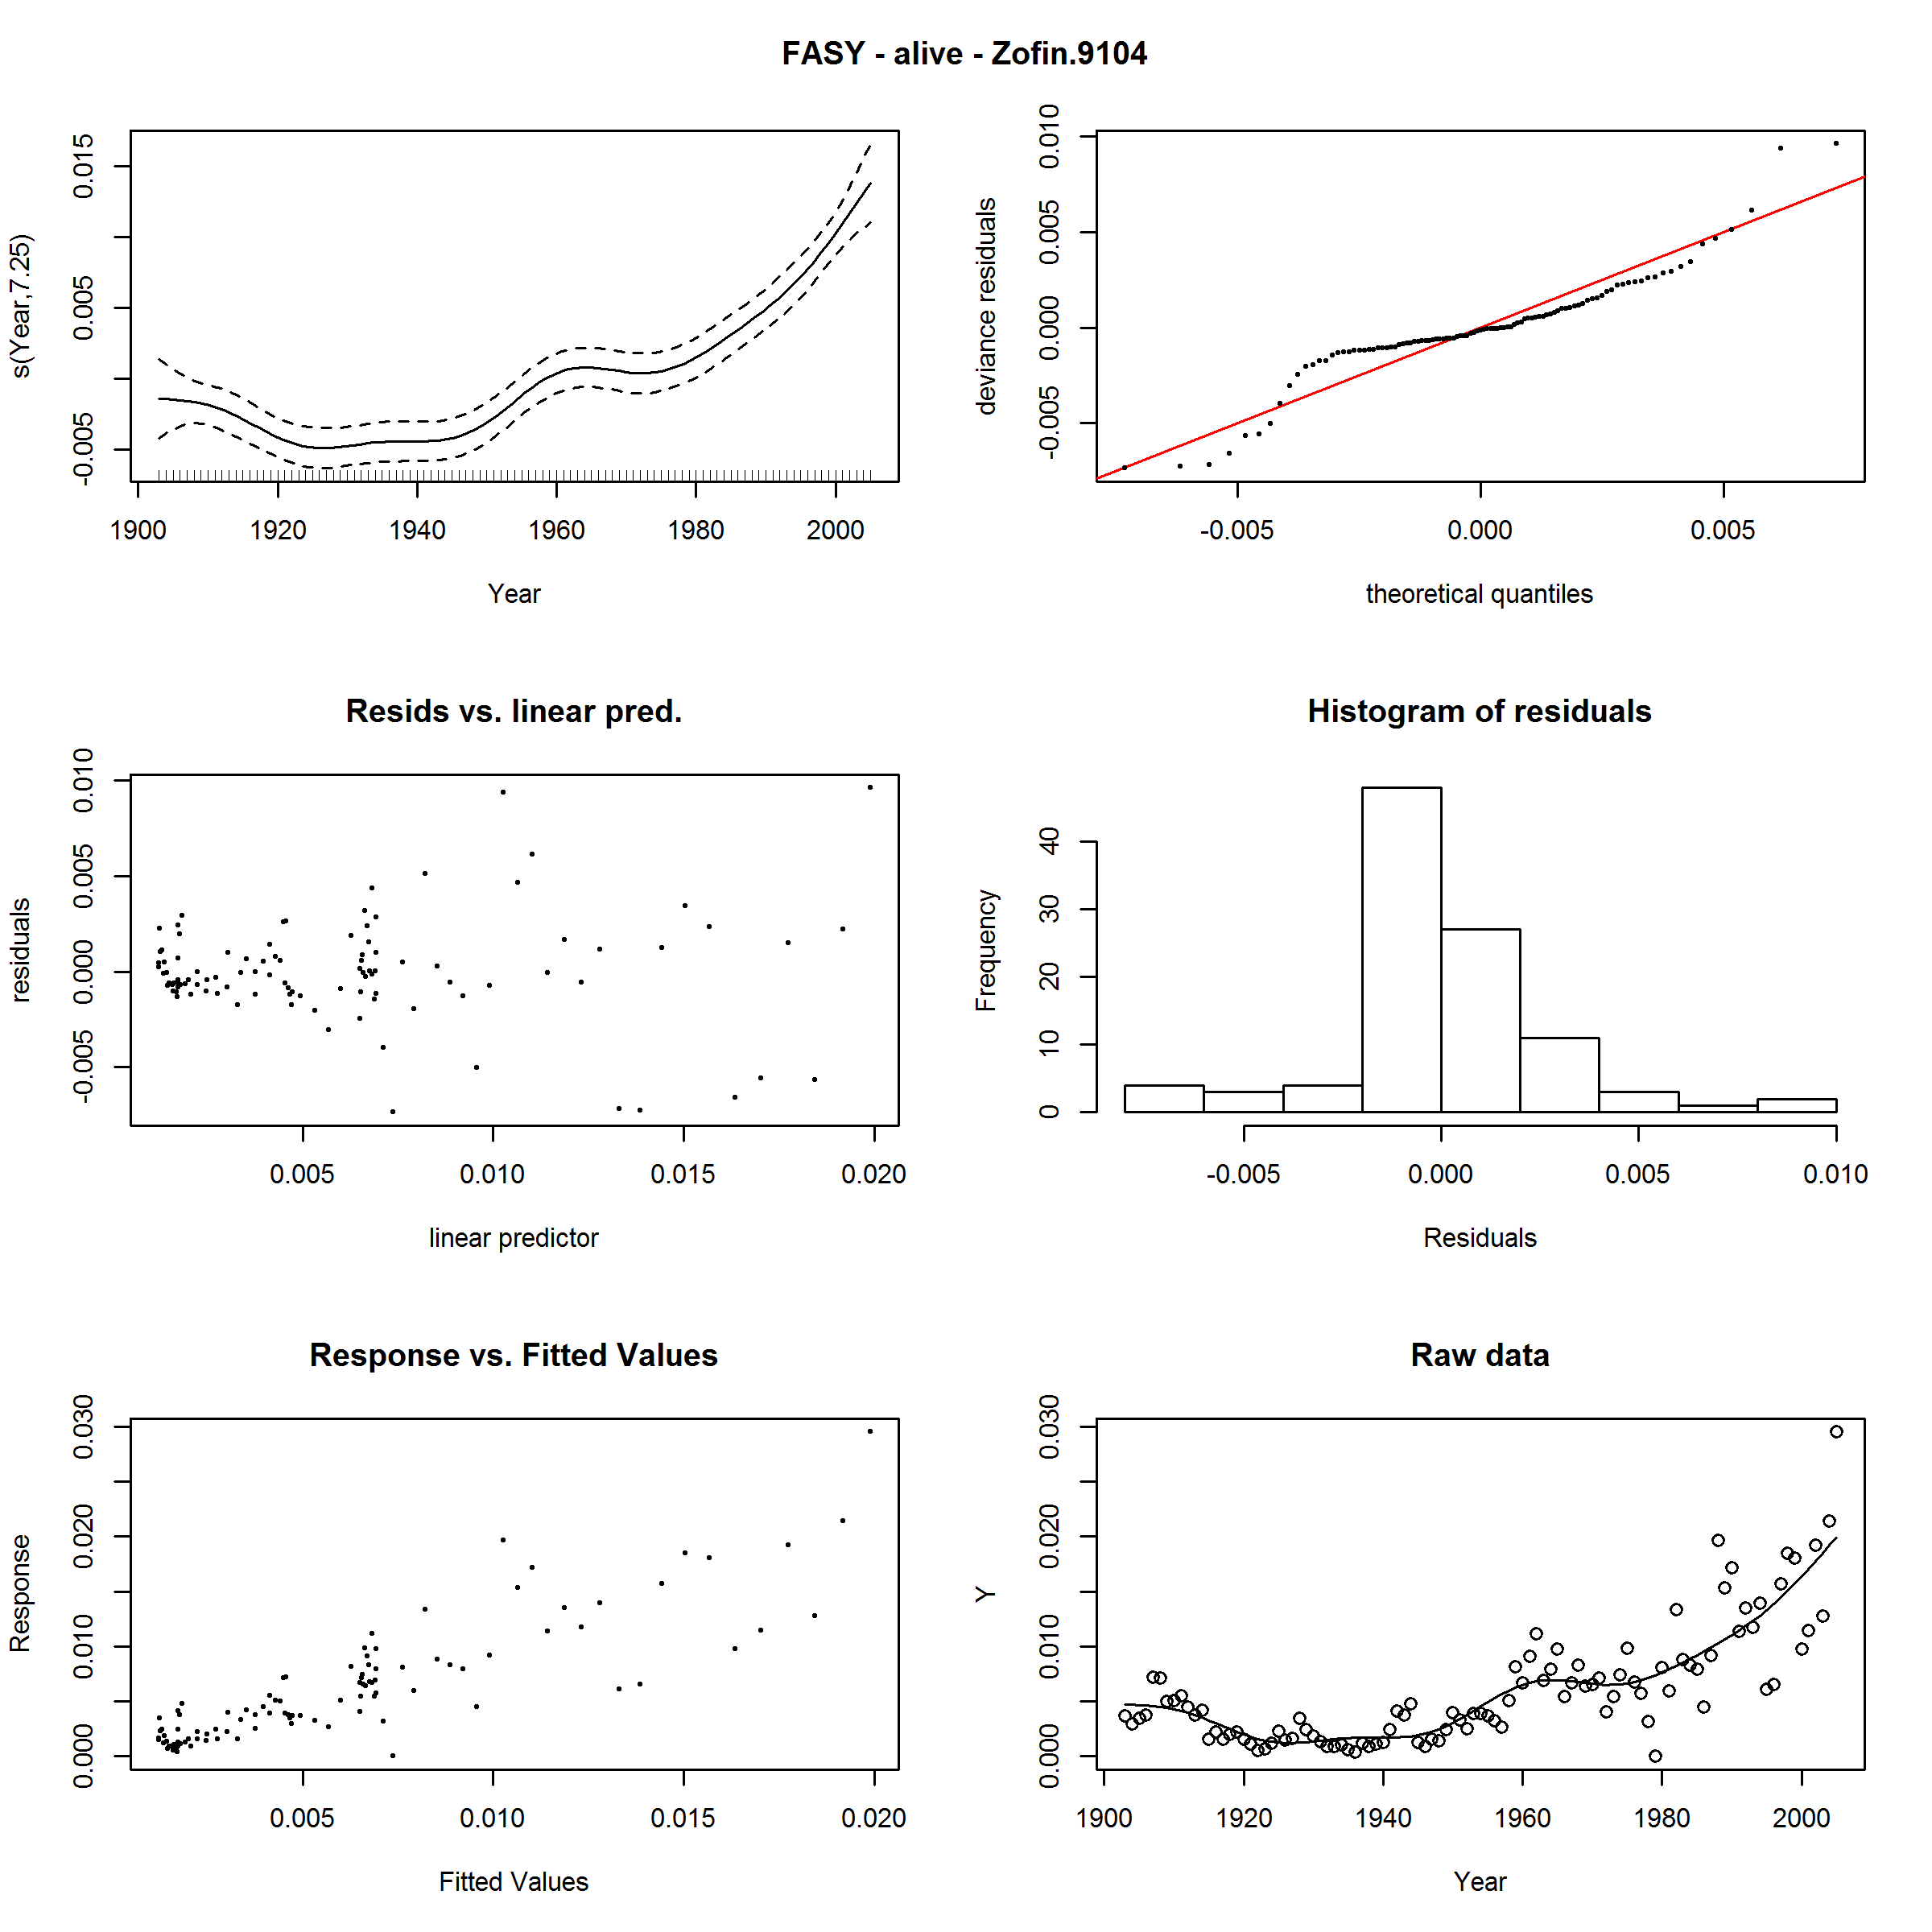 FASY - alive - Zofin.9104
s(Year,7.25)
-0.005 0.005 0.015
1900 1920 1940 1960 1980 2000
Year
deviance residuals
-0.005 0.000 0.005 0.010
-0.005 0.000 0.005
theoretical quantiles
Resids vs. linear pred.
residuals
-0.005 0.000 0.005 0.010
0.005 0.010 0.015 0.020
linear predictor
Histogram of residuals
Frequency
0 10 20 30 40
-0.005 0.000 0.005 0.010
Residuals
Response vs. Fitted Values
Response
0.000 0.010 0.020 0.030
0.005 0.010 0.015 0.020
Fitted Values
Raw data
Y
0.000 0.010 0.020 0.030
1900 1920 1940 1960 1980 2000
Year